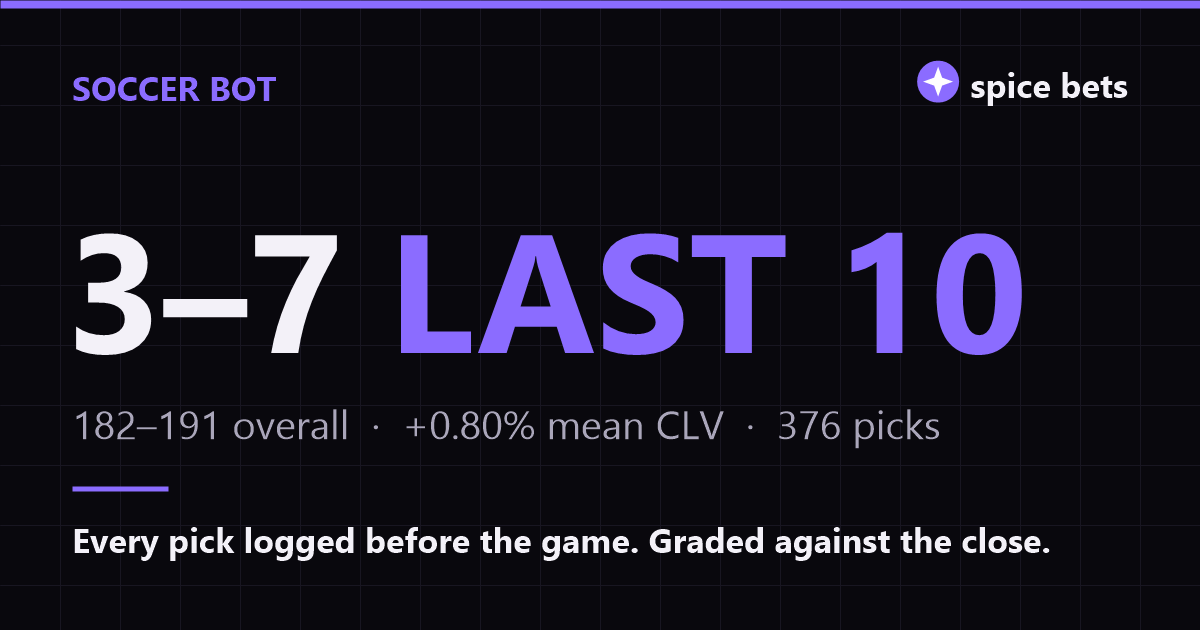 SOCCER BOT
spice bets
3–7 LAST 10
182–191 overall · +0.80% mean CLV · 376 picks
Every pick logged before the game. Graded against the close.